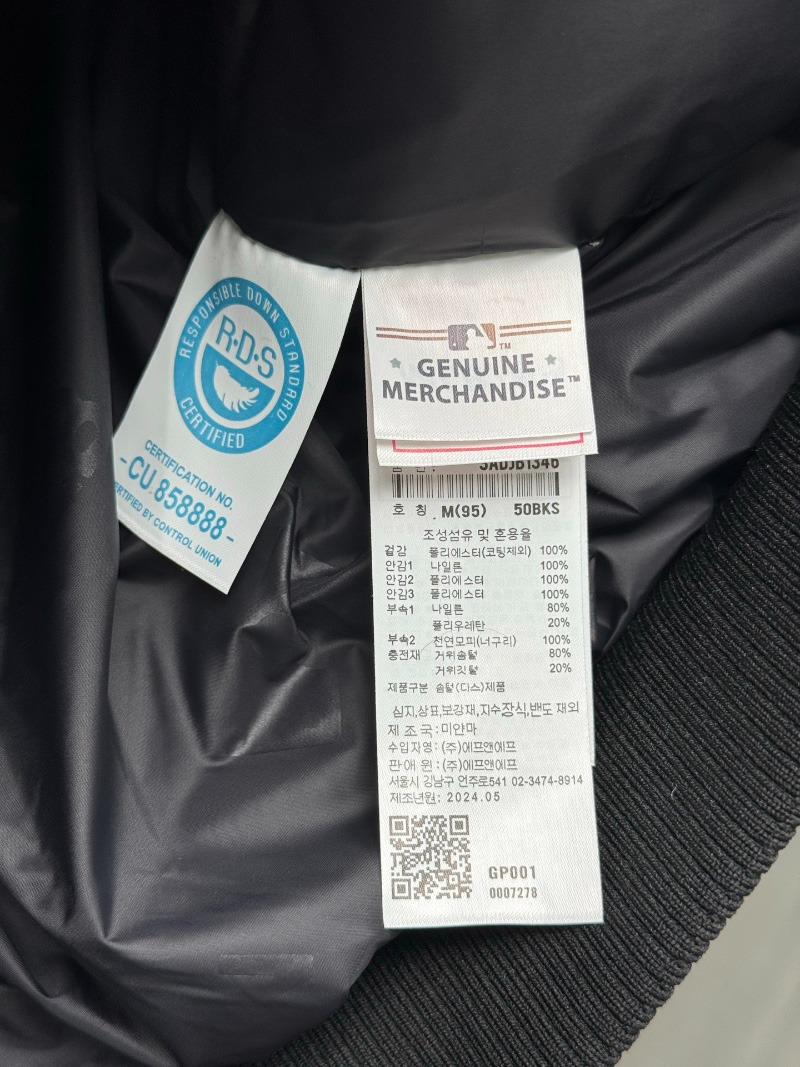 RESPONSIBLE DOWN STANDARD
R·D·S
CERTIFIED
CERTIFICATION NO.
-CU 858888-
CERTIFIED BY CONTROL UNION
TM
GENUINE
MERCHANDISE™
3ADJB1346
호 칭 . M(95) 50BKS
조성섬유 및 혼용율
겉감 폴리에스터(코팅제외) 100%
안감1 나일론 100%
안감2 폴리에스터 100%
안감3 폴리에스터 100%
부속1 나일론 80%
폴리우레탄 20%
부속2 천연모피(너구리) 100%
충전재 거위솜털 80%
거위깃털 20%
제품구분 솜털(다운)제품
심지,상표,보강재,자수장식,밴드 제외
제 조 국:미얀마
수입자명:(주)에프앤에프
판 매 원:(주)에프앤에프
서울시 강남구 언주로541 02-3474-8914
제조년월: 2024.05
GP001
0007278